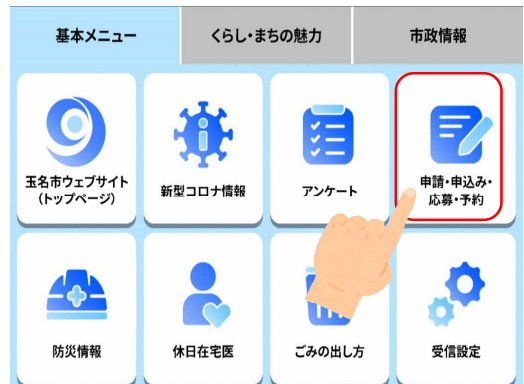 基本メニュー
くらし・まちの魅力
市政情報
玉名市ウェブサイト
(トップページ)
新型コロナ情報
アンケート
申請・申込み・
応募・予約
防災情報
休日在宅医
ごみの出し方
受信設定